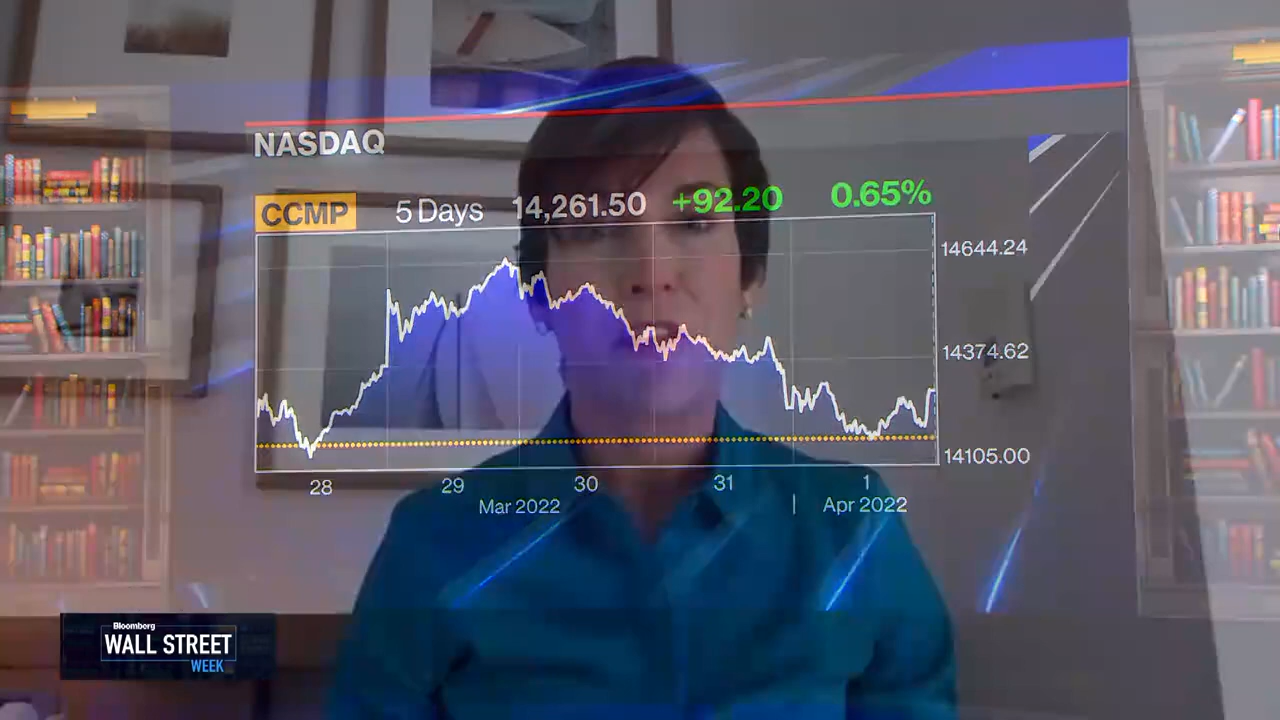 NASDAQ
CCMP 5 Days 14,261.50 +92.20 0.65%
14644.24
14374.62
14105.00
28 29 30 31 1
Mar 2022 | Apr 2022
Bloomberg
WALL STREET
WEEK